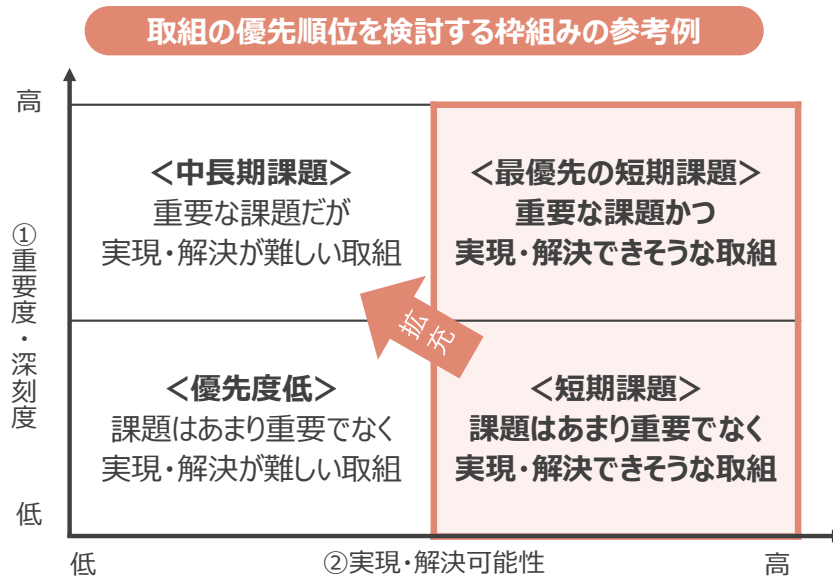 取組の優先順位を検討する枠組みの参考例
高
①重要度・深刻度
低
＜中長期課題＞
重要な課題だが
実現・解決が難しい取組
＜最優先の短期課題＞
重要な課題かつ
実現・解決できそうな取組
拡充
＜優先度低＞
課題はあまり重要でなく
実現・解決が難しい取組
＜短期課題＞
課題はあまり重要でなく
実現・解決できそうな取組
低
②実現・解決可能性
高